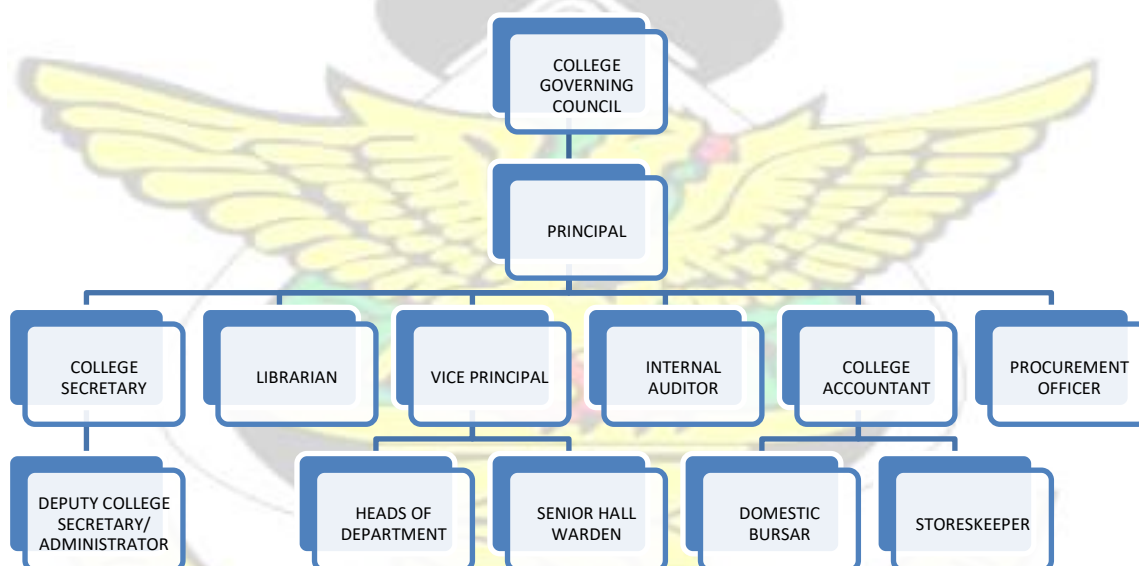 COLLEGE
GOVERNING
COUNCIL
PRINCIPAL
COLLEGE
SECRETARY
LIBRARIAN
VICE PRINCIPAL
INTERNAL
AUDITOR
COLLEGE
ACCOUNTANT
PROCUREMENT
OFFICER
DEPUTY COLLEGE
SECRETARY/
ADMINISTRATOR
HEADS OF
DEPARTMENT
SENIOR HALL
WARDEN
DOMESTIC
BURSAR
STORESKEEPER